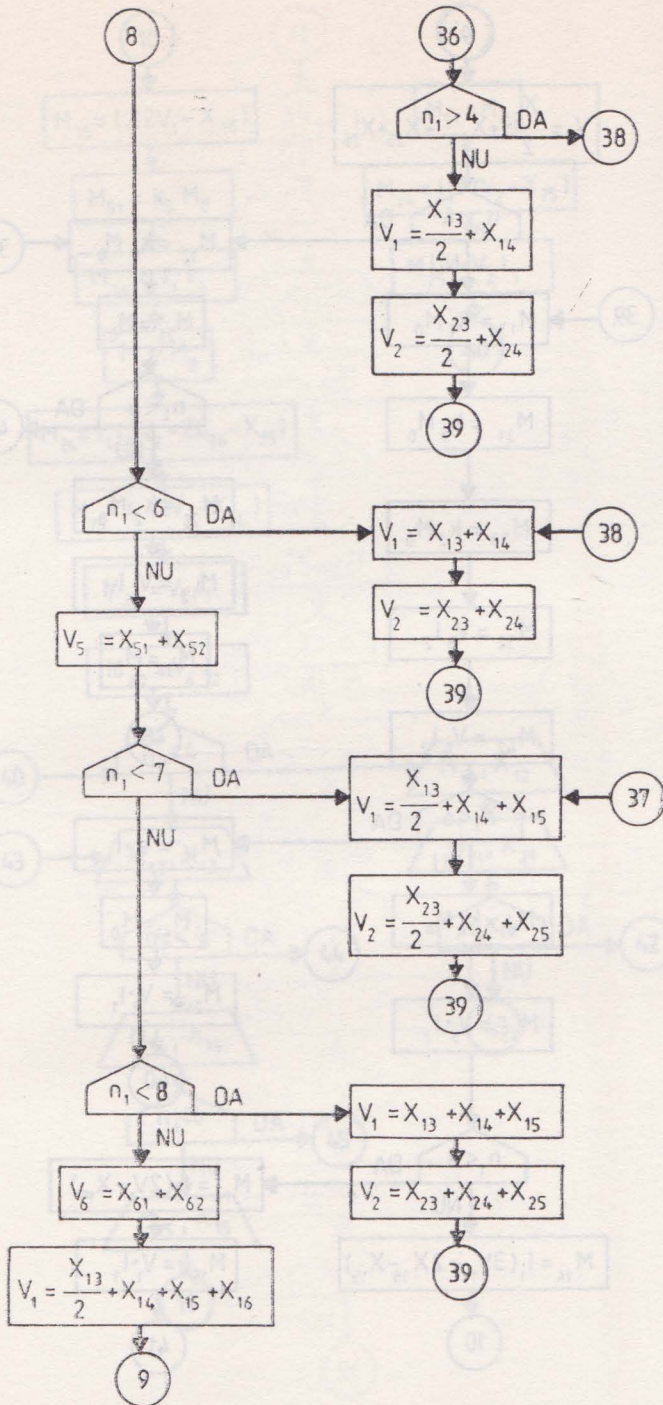 8
36
n₁ > 4 DA
38
NU
V₁ = X₁₃/2 + X₁₄
V₂ = X₂₃/2 + X₂₄
39
n₁ < 6 DA
V₁ = X₁₃ + X₁₄
38
NU
V₅ = X₅₁ + X₅₂
V₂ = X₂₃ + X₂₄
39
n₁ < 7 DA
V₁ = X₁₃/2 + X₁₄ + X₁₅
37
NU
V₂ = X₂₃/2 + X₂₄ + X₂₅
39
n₁ < 8 DA
V₁ = X₁₃ + X₁₄ + X₁₅
NU
V₆ = X₆₁ + X₆₂
V₂ = X₂₃ + X₂₄ + X₂₅
V₁ = X₁₃/2 + X₁₄ + X₁₅ + X₁₆
39
9